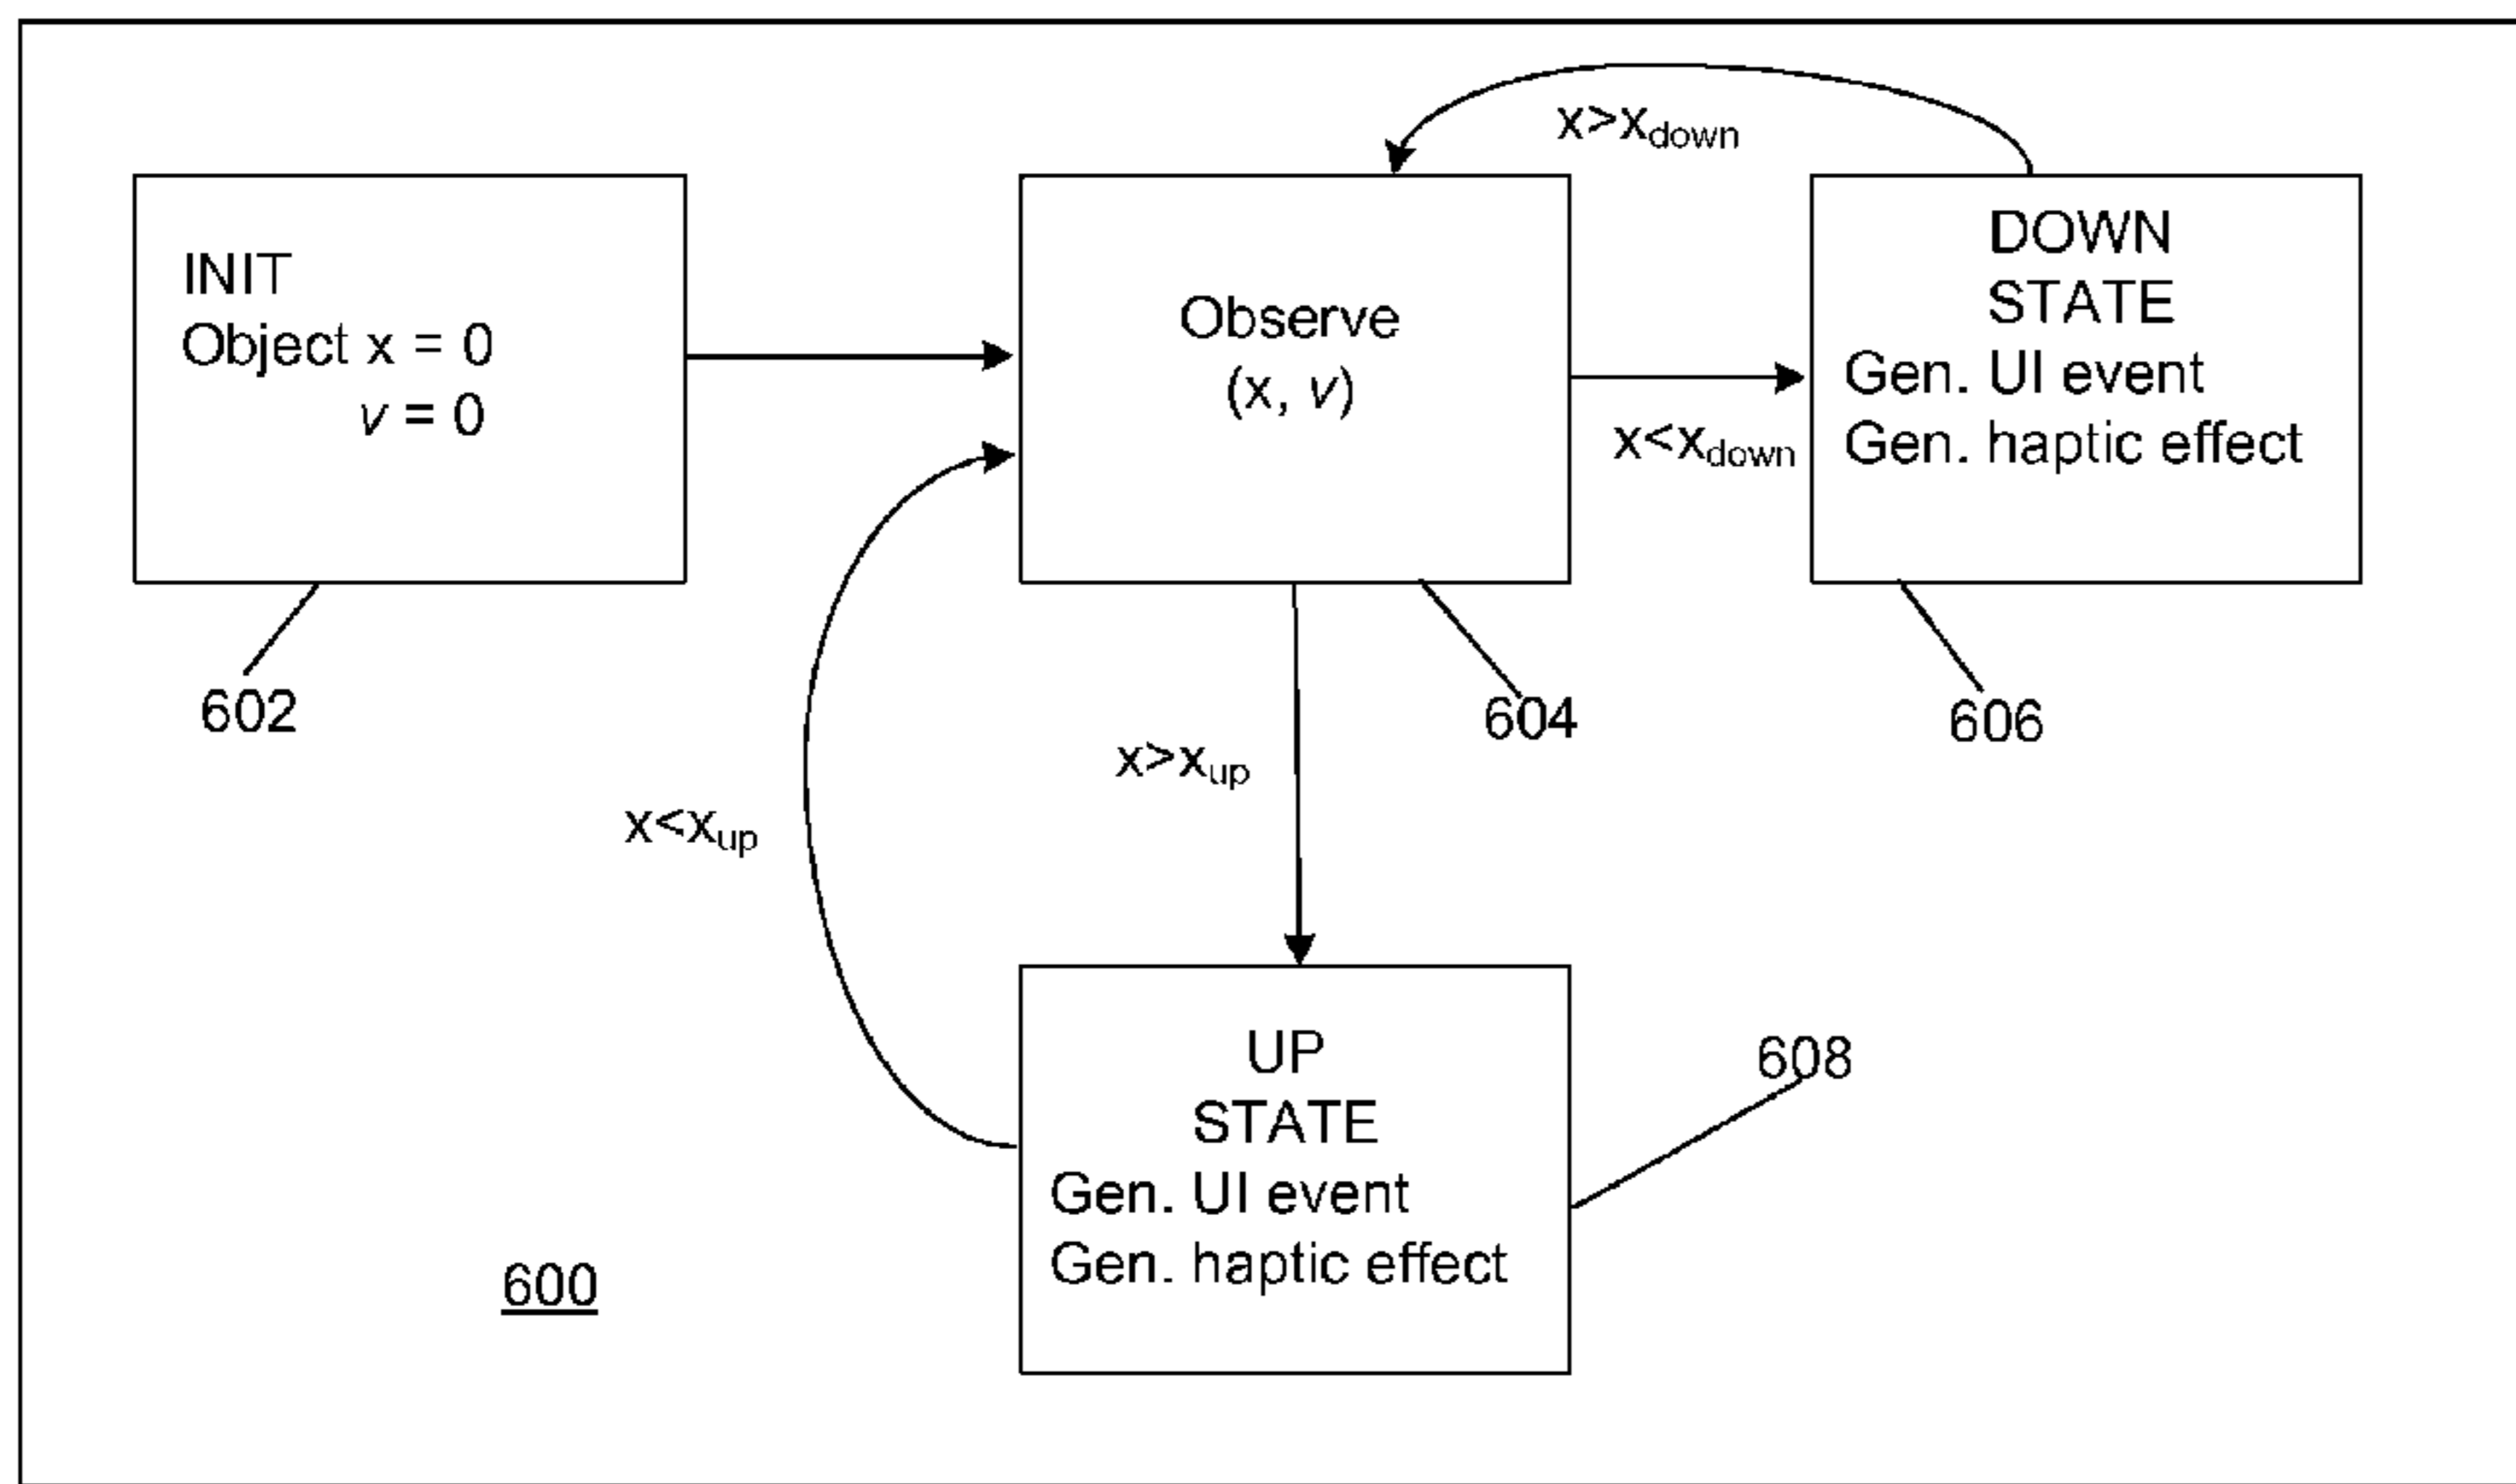 INIT
Object x = 0
v = 0
602
Observe
(x, v)
604
x>xdown
x<xdown
DOWN
STATE
Gen. UI event
Gen. haptic effect
606
x>xup
x<xup
UP
STATE
Gen. UI event
Gen. haptic effect
608
600